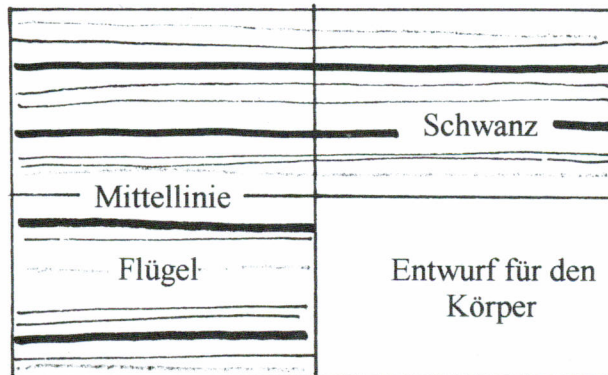 Schwanz
Mittellinie
Flügel
Entwurf für den
Körper